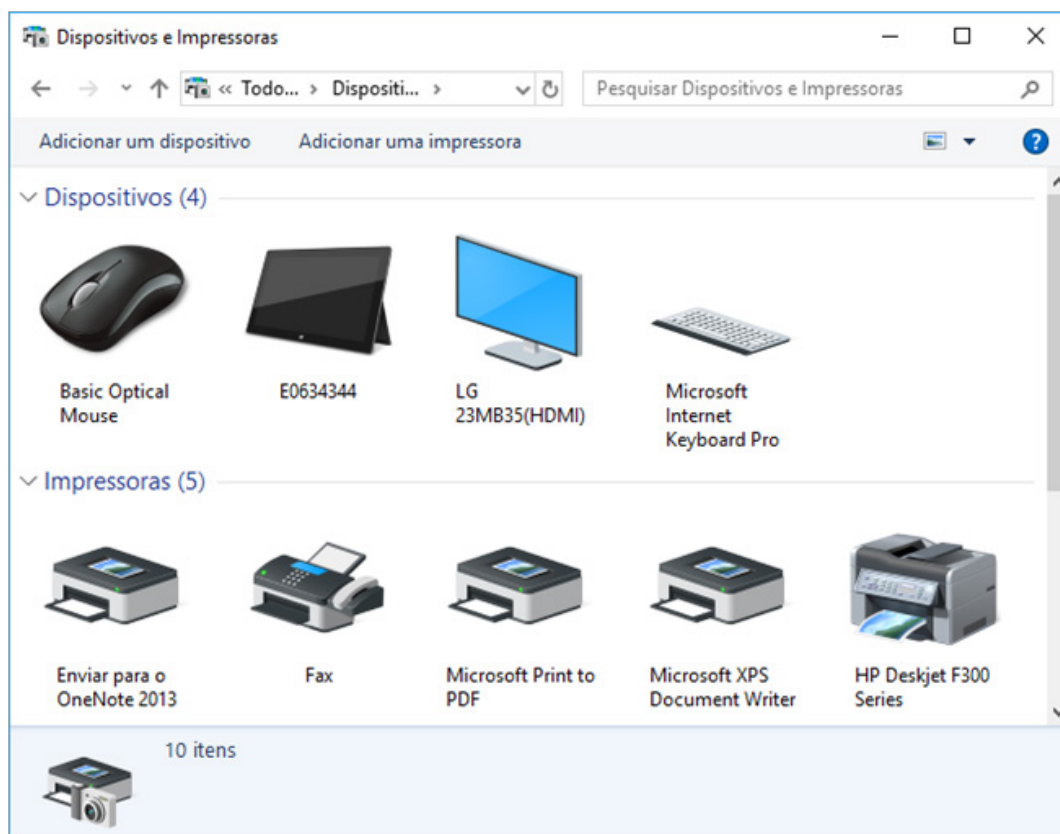 Dispositivos e Impressoras
« Todo... › Dispositi... ›
Pesquisar Dispositivos e Impressoras
Adicionar um dispositivo Adicionar uma impressora
?
Dispositivos (4)
Basic Optical
Mouse
E0634344
LG
23MB35(HDMI)
Microsoft
Internet
Keyboard Pro
Impressoras (5)
Enviar para o
OneNote 2013
Fax
Microsoft Print to
PDF
Microsoft XPS
Document Writer
HP Deskjet F300
Series
10 itens